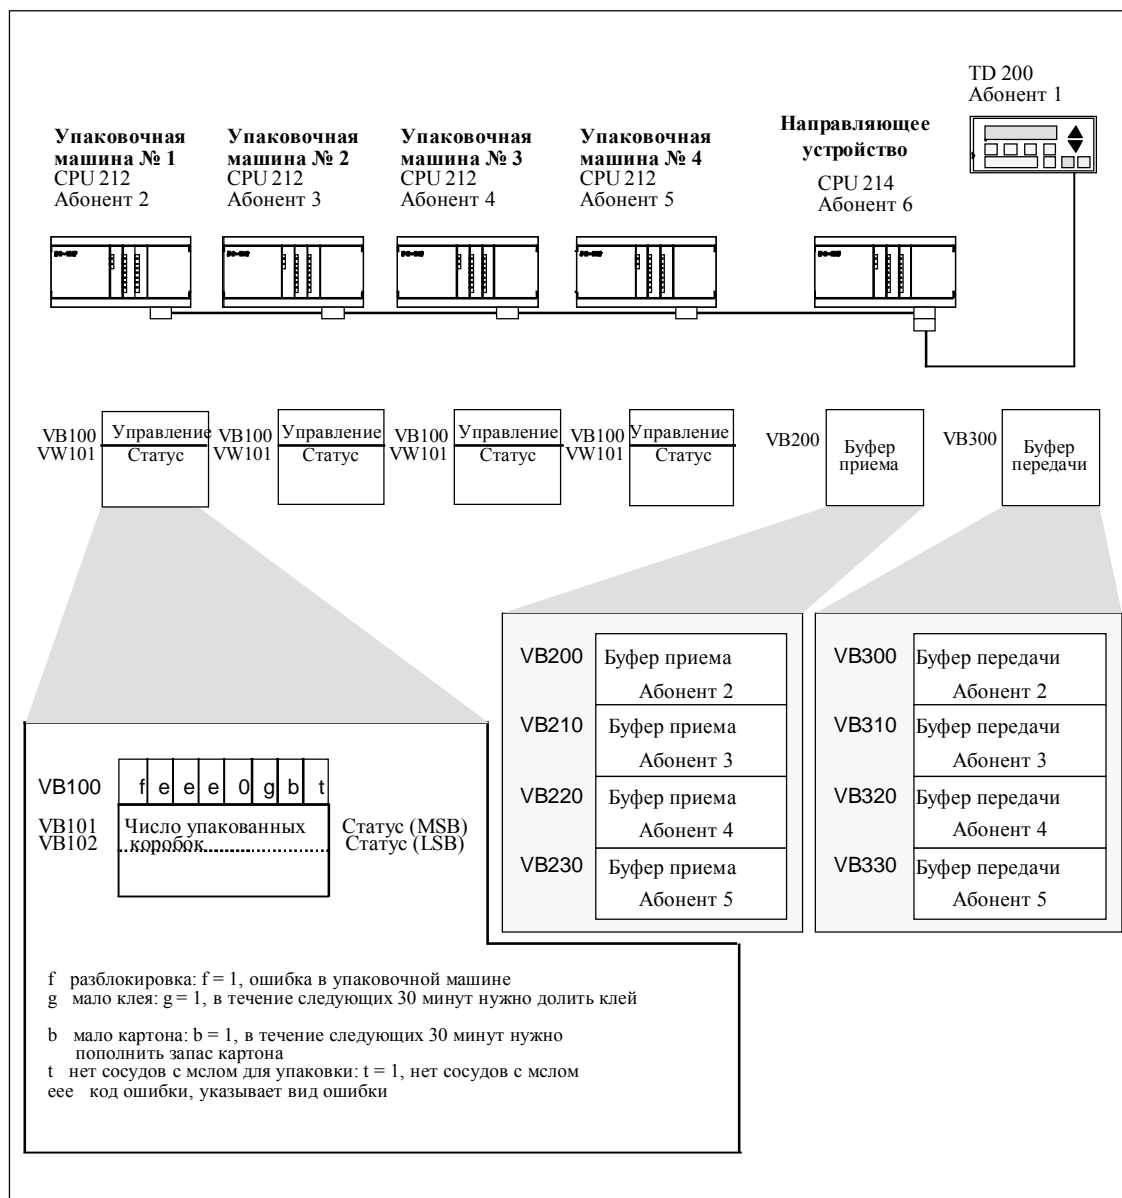 TD 200
Абонент 1
Упаковочная
машина № 1
CPU 212
Абонент 2
Упаковочная
машина № 2
CPU 212
Абонент 3
Упаковочная
машина № 3
CPU 212
Абонент 4
Упаковочная
машина № 4
CPU 212
Абонент 5
Направляющее
устройство
CPU 214
Абонент 6
VB100
VW101
Управление
Статус
VB100
VW101
Управление
Статус
VB100
VW101
Управление
Статус
VB100
VW101
Управление
Статус
VB200
Буфер
приема
VB300
Буфер
передачи
VB200
Буфер приема
Абонент 2
VB210
Буфер приема
Абонент 3
VB220
Буфер приема
Абонент 4
VB230
Буфер приема
Абонент 5
VB300
Буфер передачи
Абонент 2
VB310
Буфер передачи
Абонент 3
VB320
Буфер передачи
Абонент 4
VB330
Буфер передачи
Абонент 5
VB100
f e e e 0 g b t
VB101
VB102
Число упакованных
коробок
Статус (MSB)
Статус (LSB)
f разблокировка: f = 1, ошибка в упаковочной машине
g мало клея: g = 1, в течение следующих 30 минут нужно долить клей
b мало картона: b = 1, в течение следующих 30 минут нужно
пополнить запас картона
t нет сосудов с мслом для упаковки: t = 1, нет сосудов с мслом
eee код ошибки, указывает вид ошибки